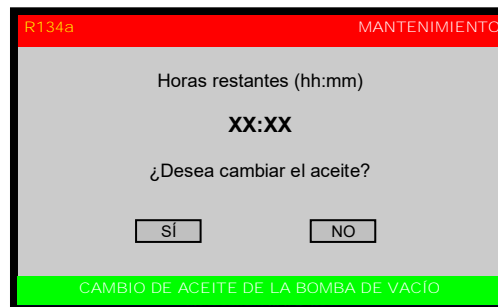 R134a MANTENIMIENTO
Horas restantes (hh:mm)
XX:XX
¿Desea cambiar el aceite?
SÍ NO
CAMBIO DE ACEITE DE LA BOMBA DE VACÍO